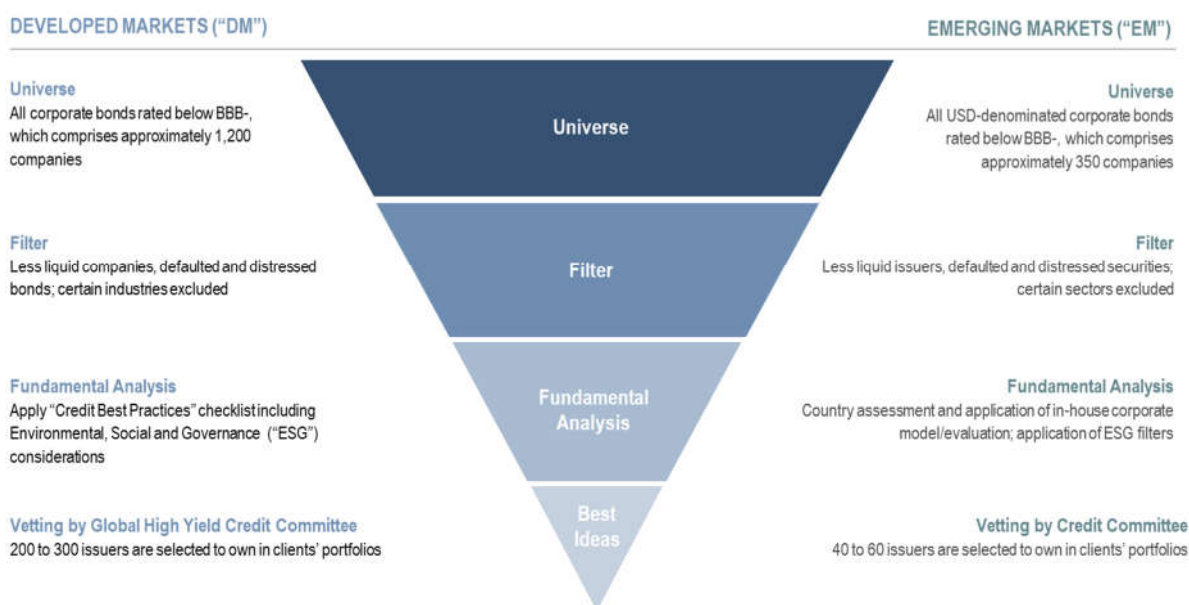 DEVELOPED MARKETS (“DM”)
EMERGING MARKETS (“EM”)
Universe
All corporate bonds rated below BBB-,
which comprises approximately 1,200
companies
Universe
Universe
All USD-denominated corporate bonds
rated below BBB-, which comprises
approximately 350 companies
Filter
Less liquid companies, defaulted and distressed
bonds; certain industries excluded
Filter
Filter
Less liquid issuers, defaulted and distressed securities;
certain sectors excluded
Fundamental Analysis
Apply “Credit Best Practices” checklist including
Environmental, Social and Governance (“ESG”)
considerations
Fundamental
Analysis
Fundamental Analysis
Country assessment and application of in-house corporate
model/evaluation; application of ESG filters
Vetting by Global High Yield Credit Committee
200 to 300 issuers are selected to own in clients’ portfolios
Best
Ideas
Vetting by Credit Committee
40 to 60 issuers are selected to own in clients’ portfolios